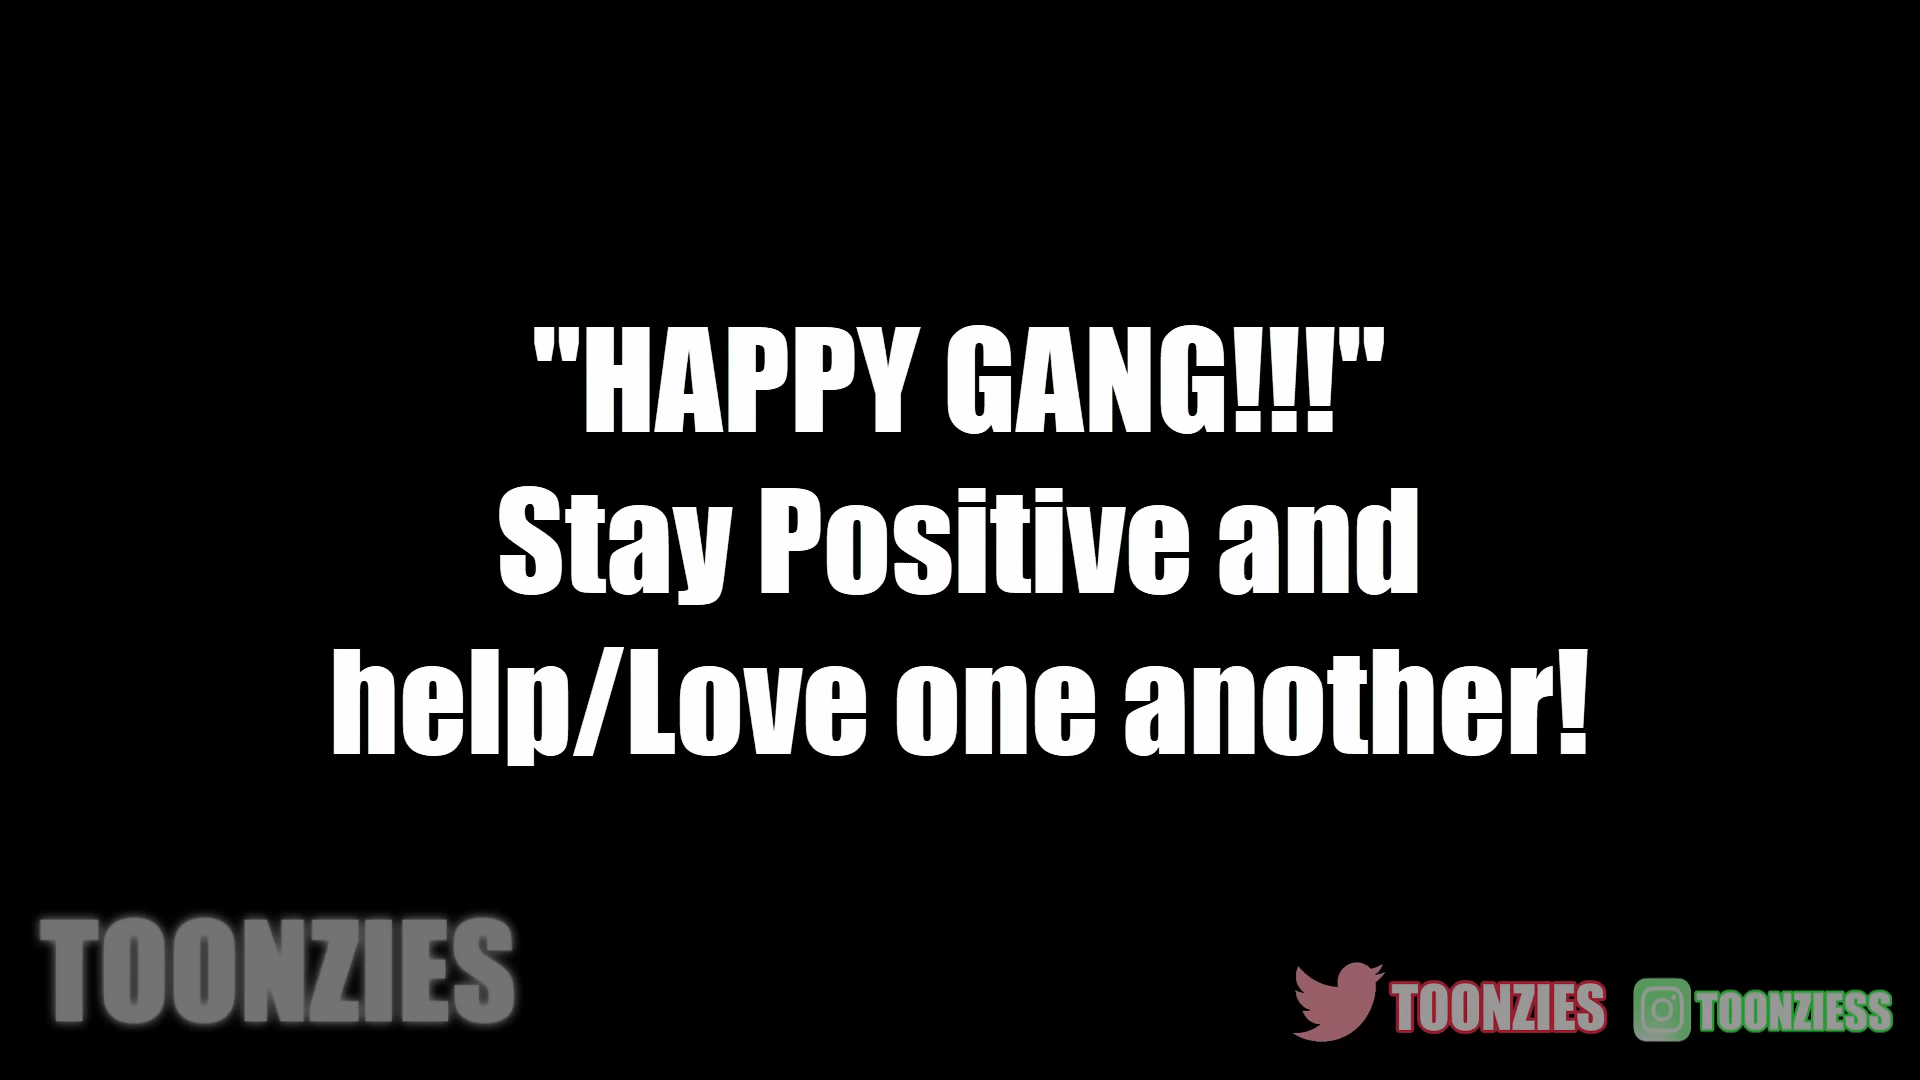 "HAPPY GANG!!!"
Stay Positive and
help/Love one another!
TOONZIES
TOONZIES
TOONZIESS